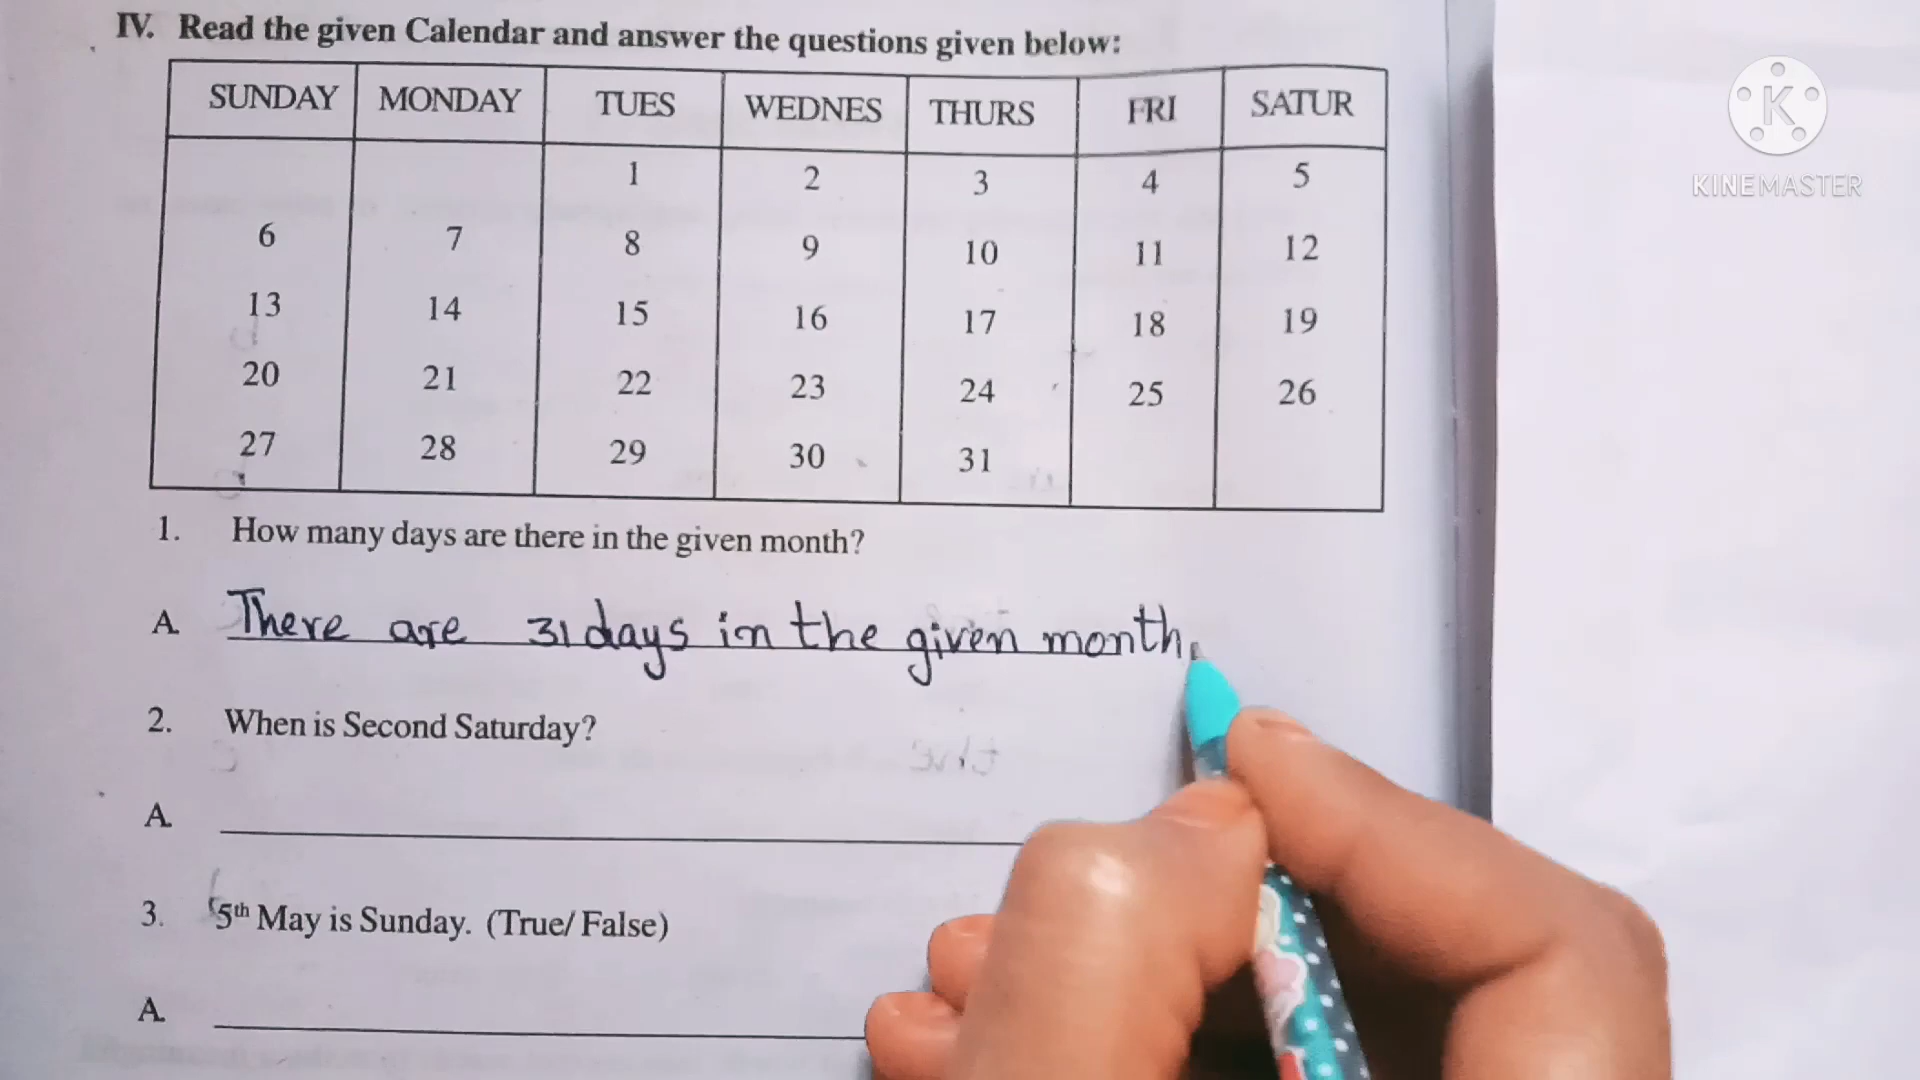 IV. Read the given Calendar and answer the questions given below:
SUNDAY MONDAY TUES WEDNES THURS FRI SATUR
1 2 3 4 5
6 7 8 9 10 11 12
13 14 15 16 17 18 19
20 21 22 23 24 25 26
27 28 29 30 31
1. How many days are there in the given month?
A. There are 31 days in the given month.
2. When is Second Saturday?
A.
3. 5th May is Sunday. (True/ False)
A.
KINEMASTER